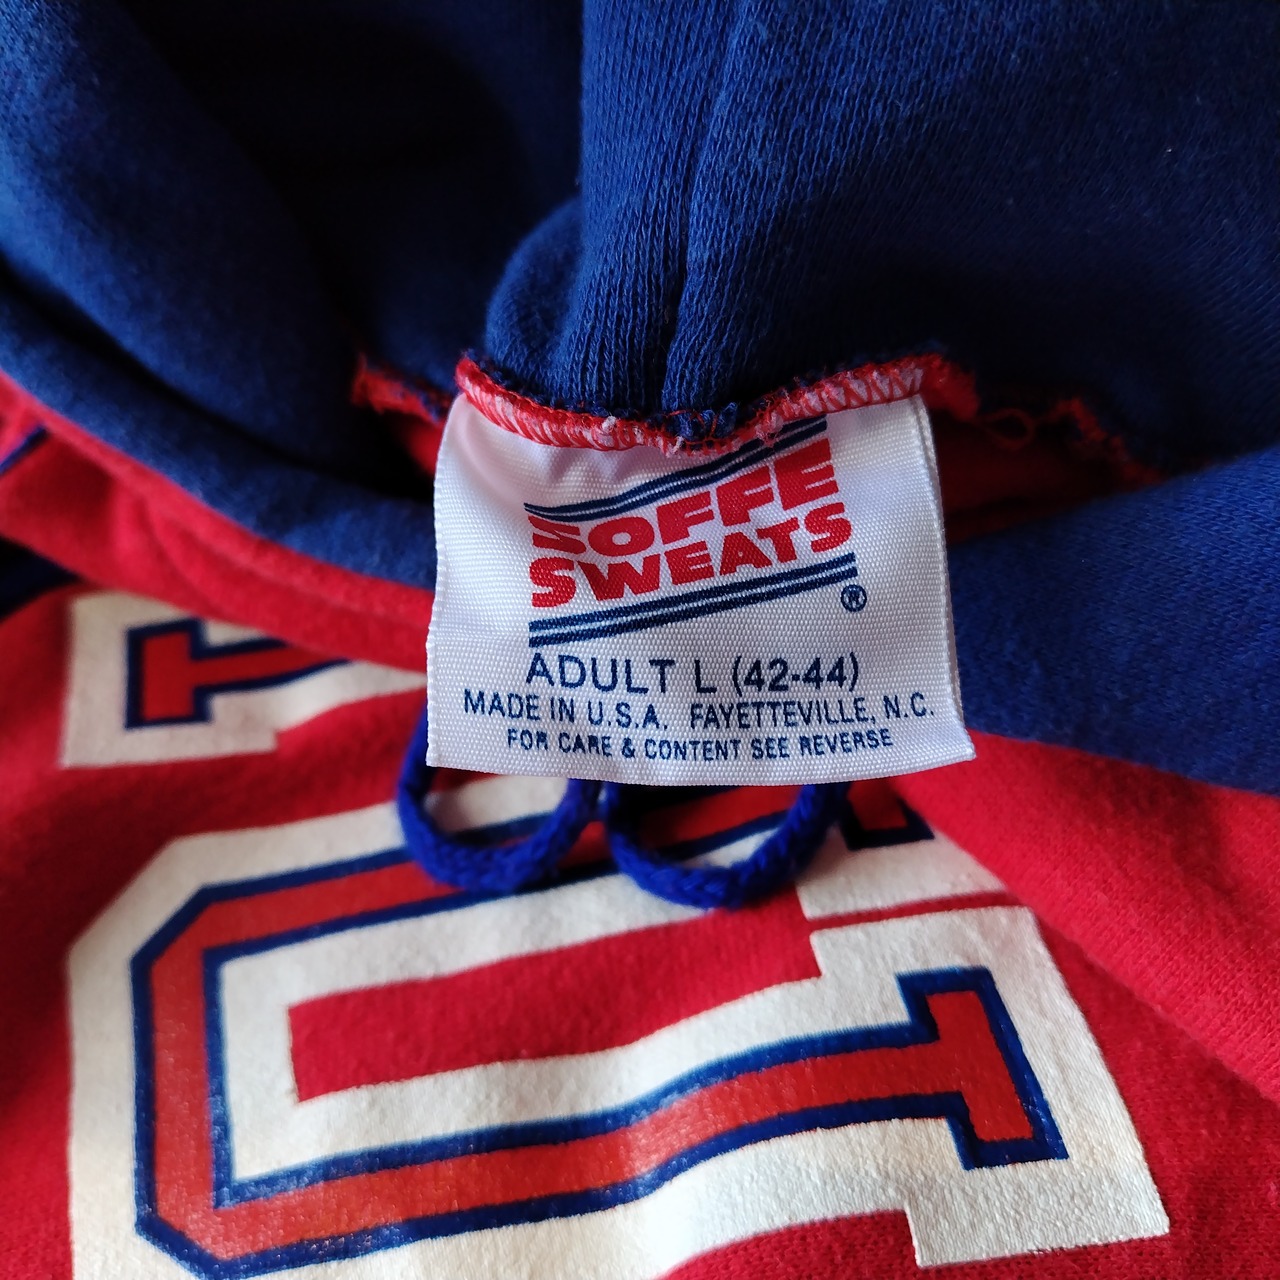 SOFFE
SWEATS
®
ADULT L (42-44)
MADE IN U.S.A. FAYETTEVILLE, N.C.
FOR CARE & CONTENT SEE REVERSE